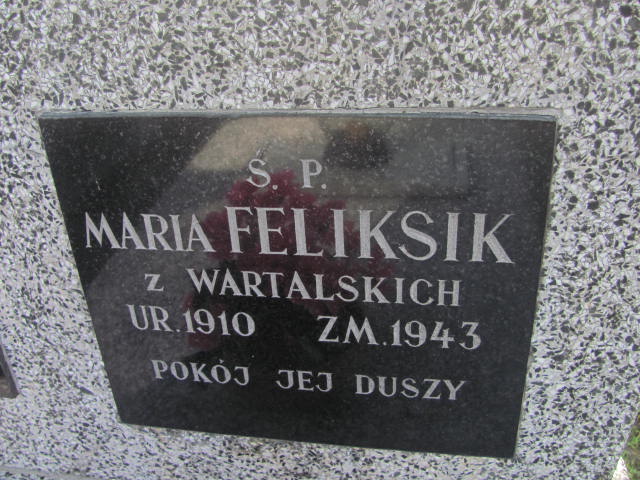 Ś. P.
MARIA FELIKSIK
Z WARTALSKICH
UR. 1910 ZM. 1943
POKÓJ JEJ DUSZY